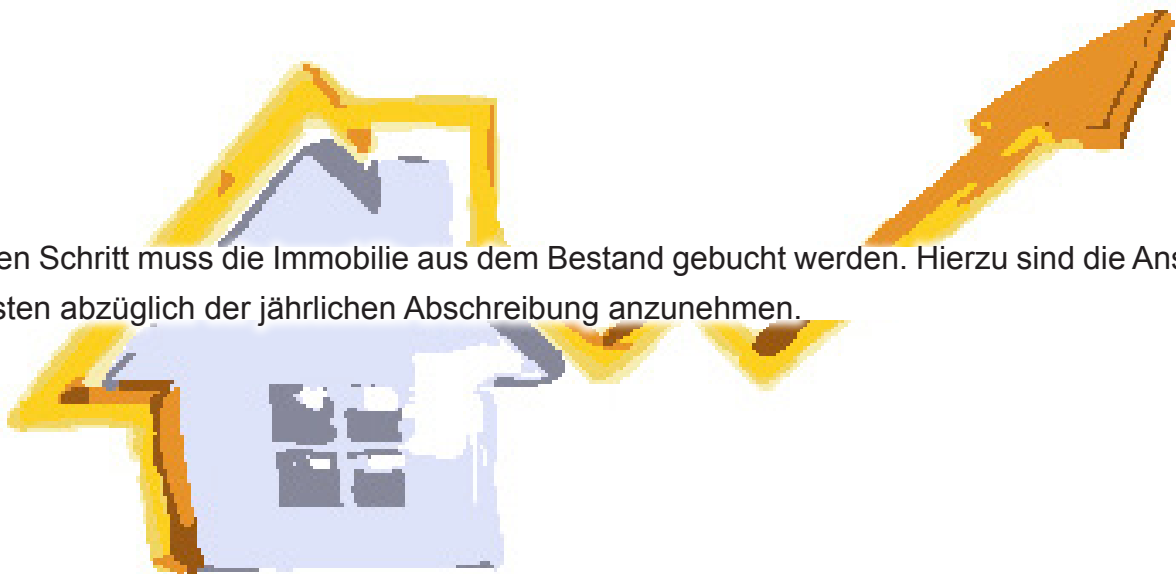 en Schritt muss die Immobilie aus dem Bestand gebucht werden. Hierzu sind die Ans
sten abzüglich der jährlichen Abschreibung anzunehmen.